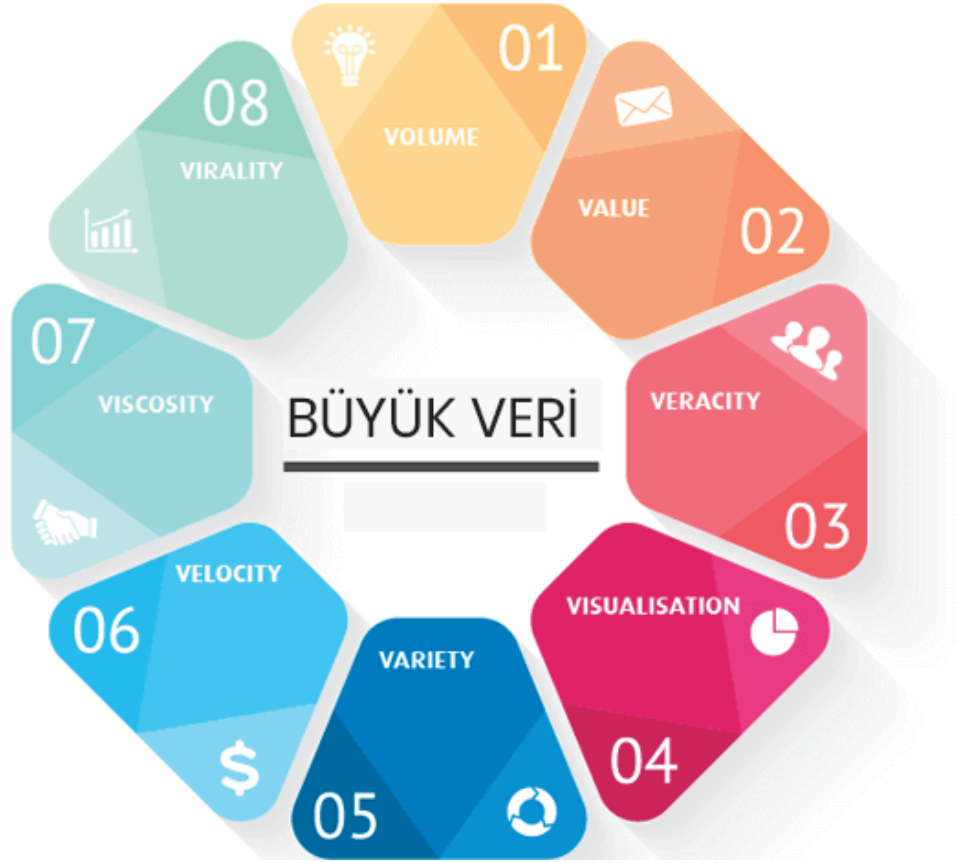 BÜYÜK VERİ
01
VOLUME
02
VALUE
03
VERACITY
04
VISUALISATION
05
VARIETY
06
VELOCITY
07
VISCOSITY
08
VIRALITY
$